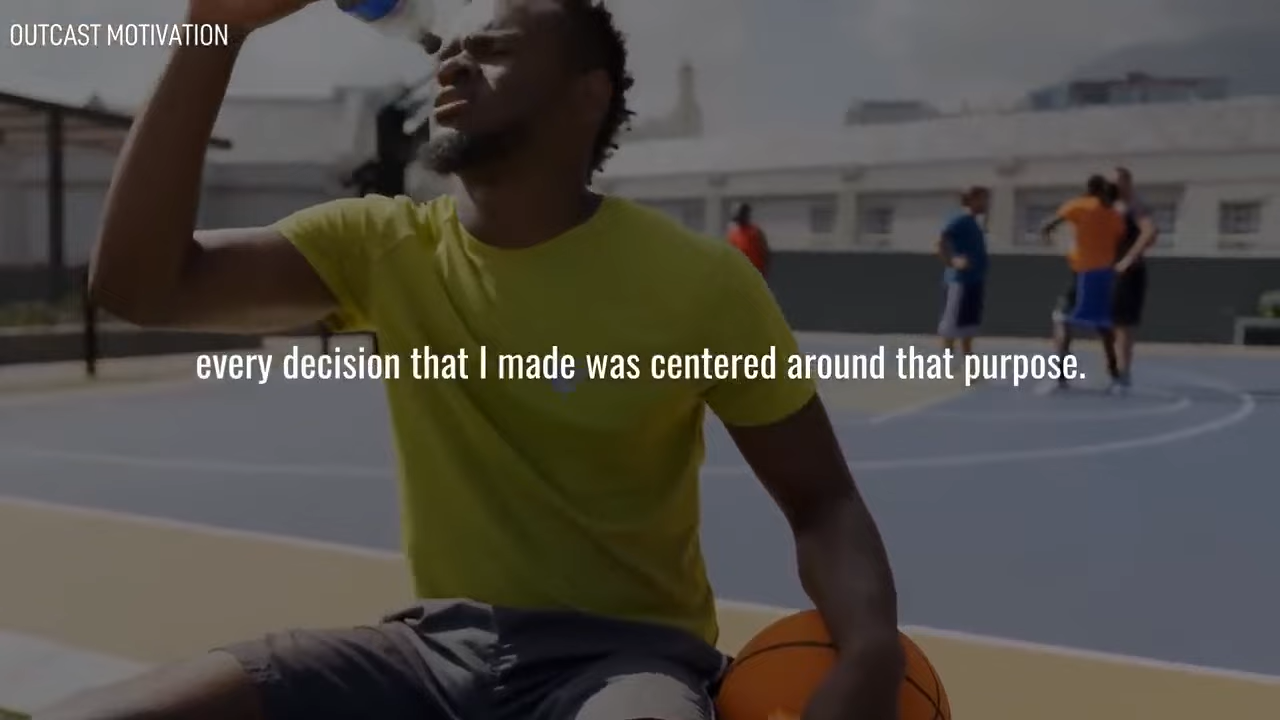 OUTCAST MOTIVATION
every decision that I made was centered around that purpose.